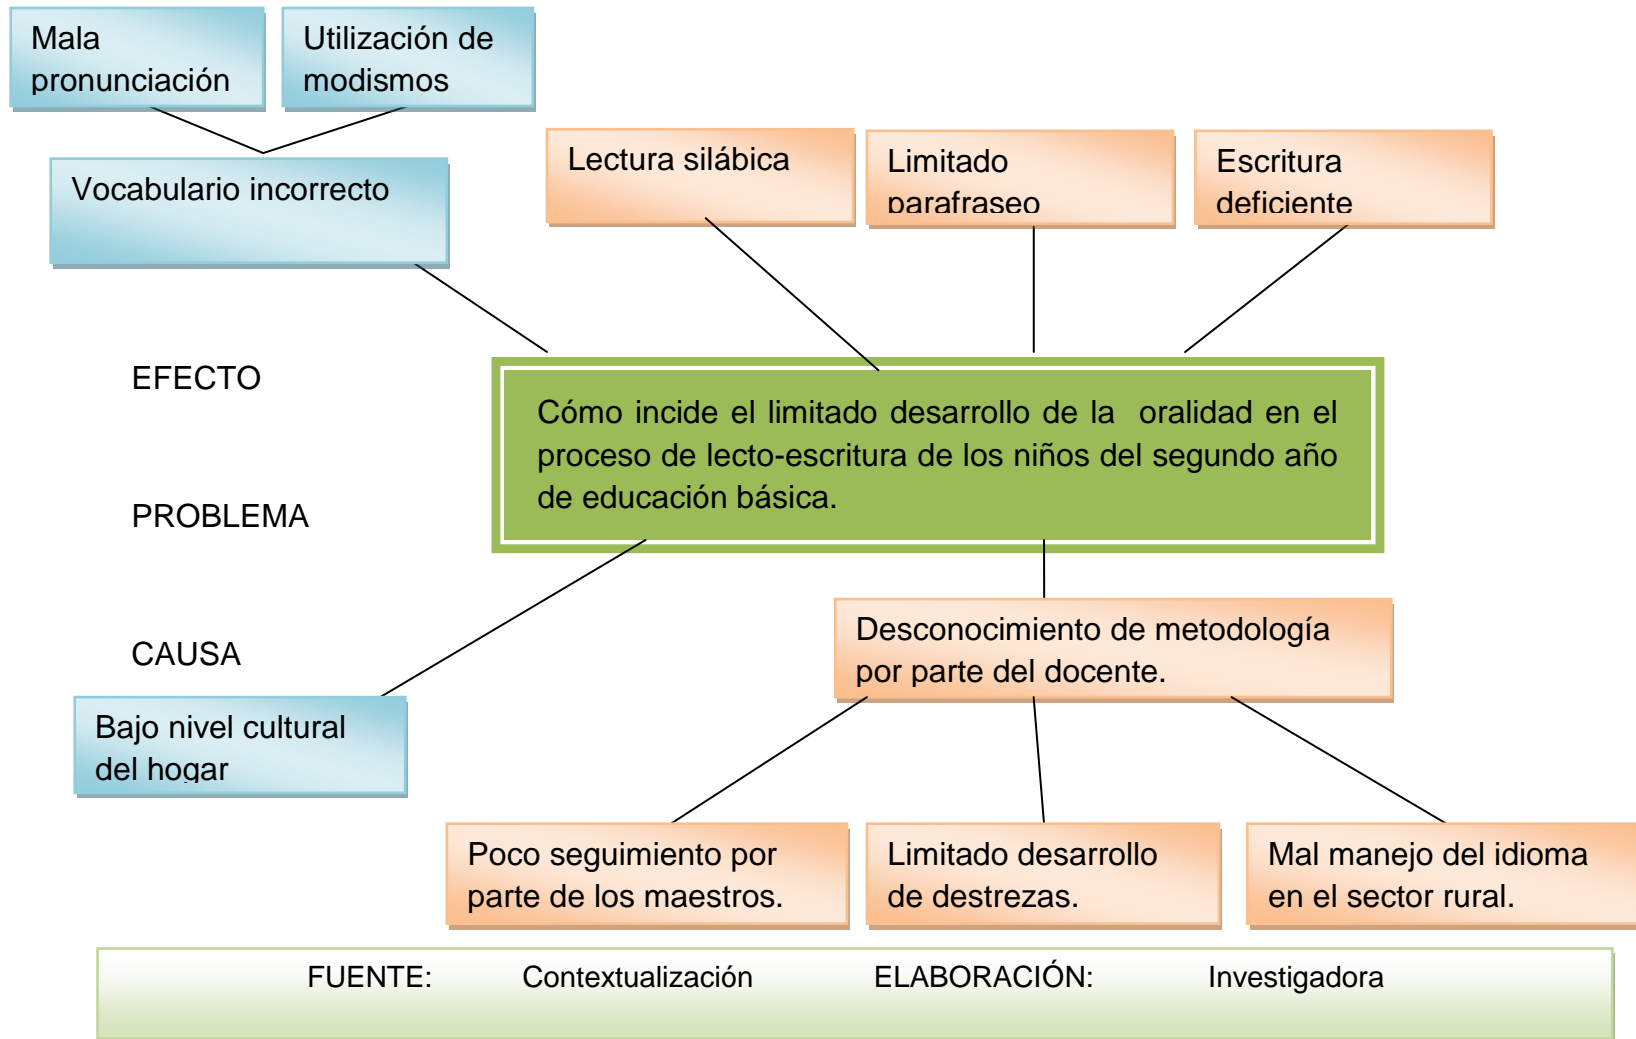 Mala
pronunciación
Utilización de
modismos
Vocabulario incorrecto
Lectura silábica
Limitado
parafraseo
Escritura
deficiente
EFECTO
Cómo incide el limitado desarrollo de la oralidad en el
proceso de lecto-escritura de los niños del segundo año
de educación básica.
PROBLEMA
CAUSA
Desconocimiento de metodología
por parte del docente.
Bajo nivel cultural
del hogar
Poco seguimiento por
parte de los maestros.
Limitado desarrollo
de destrezas.
Mal manejo del idioma
en el sector rural.
FUENTE: Contextualización ELABORACIÓN: Investigadora